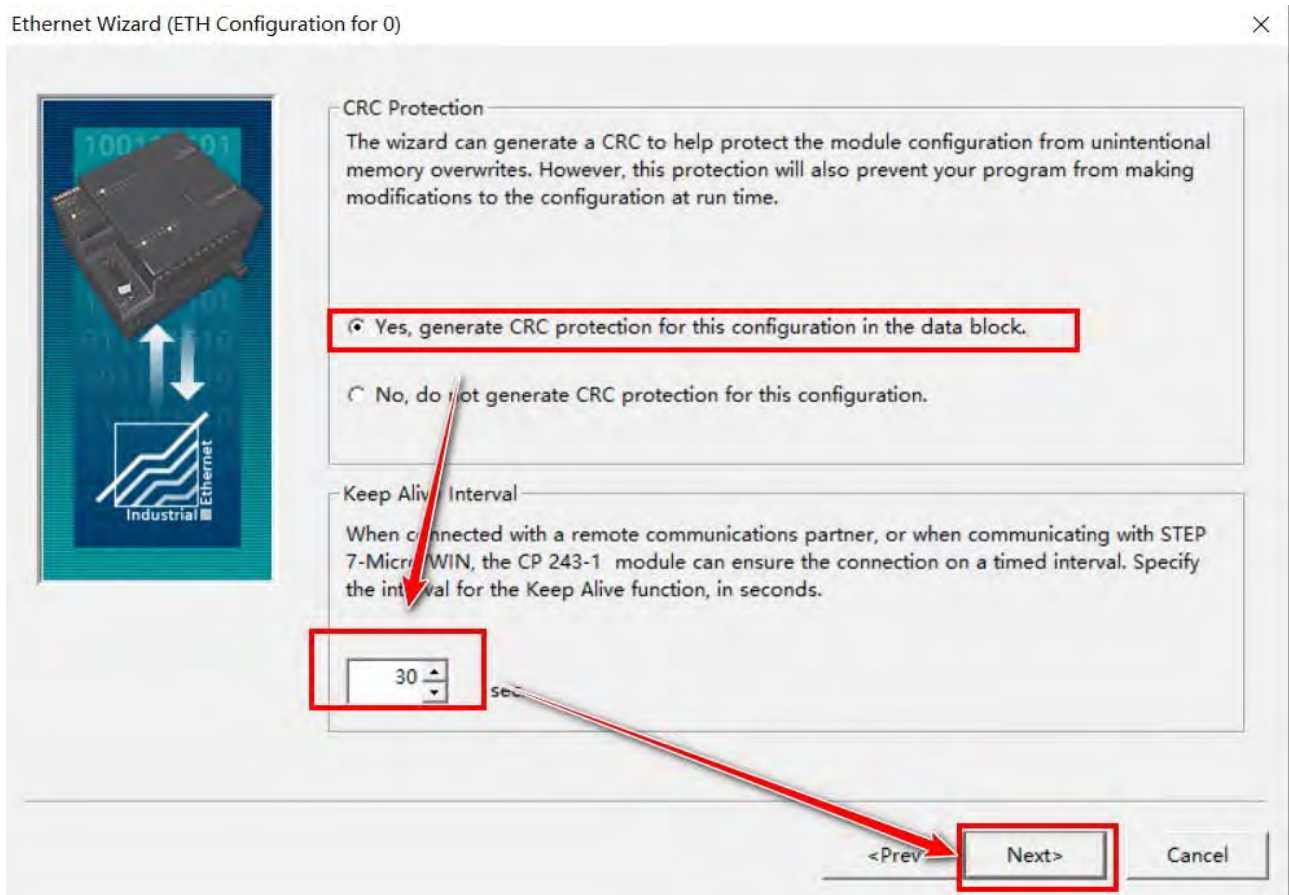 Ethernet Wizard (ETH Configuration for 0)
CRC Protection
The wizard can generate a CRC to help protect the module configuration from unintentional
memory overwrites. However, this protection will also prevent your program from making
modifications to the configuration at run time.
Yes, generate CRC protection for this configuration in the data block.
No, do not generate CRC protection for this configuration.
Industrial
Ethernet
Keep Alive Interval
When connected with a remote communications partner, or when communicating with STEP
7-Micro/WIN, the CP 243-1 module can ensure the connection on a timed interval. Specify
the interval for the Keep Alive function, in seconds.
30
sec.
<Prev
Next>
Cancel